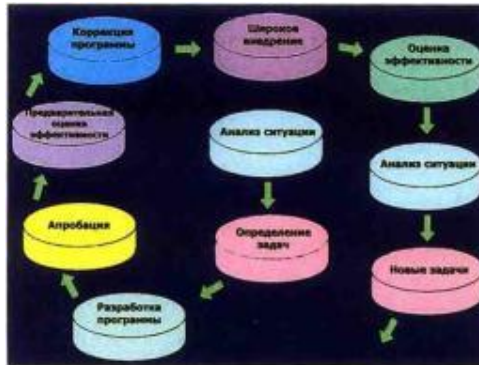 Коррекция
программы
Широкое
внедрение
Оценка
эффективности
Предварительная
оценка
эффективности
Анализ ситуации
Анализ ситуации
Апробация
Определение
задач
Новые задачи
Разработка
программы